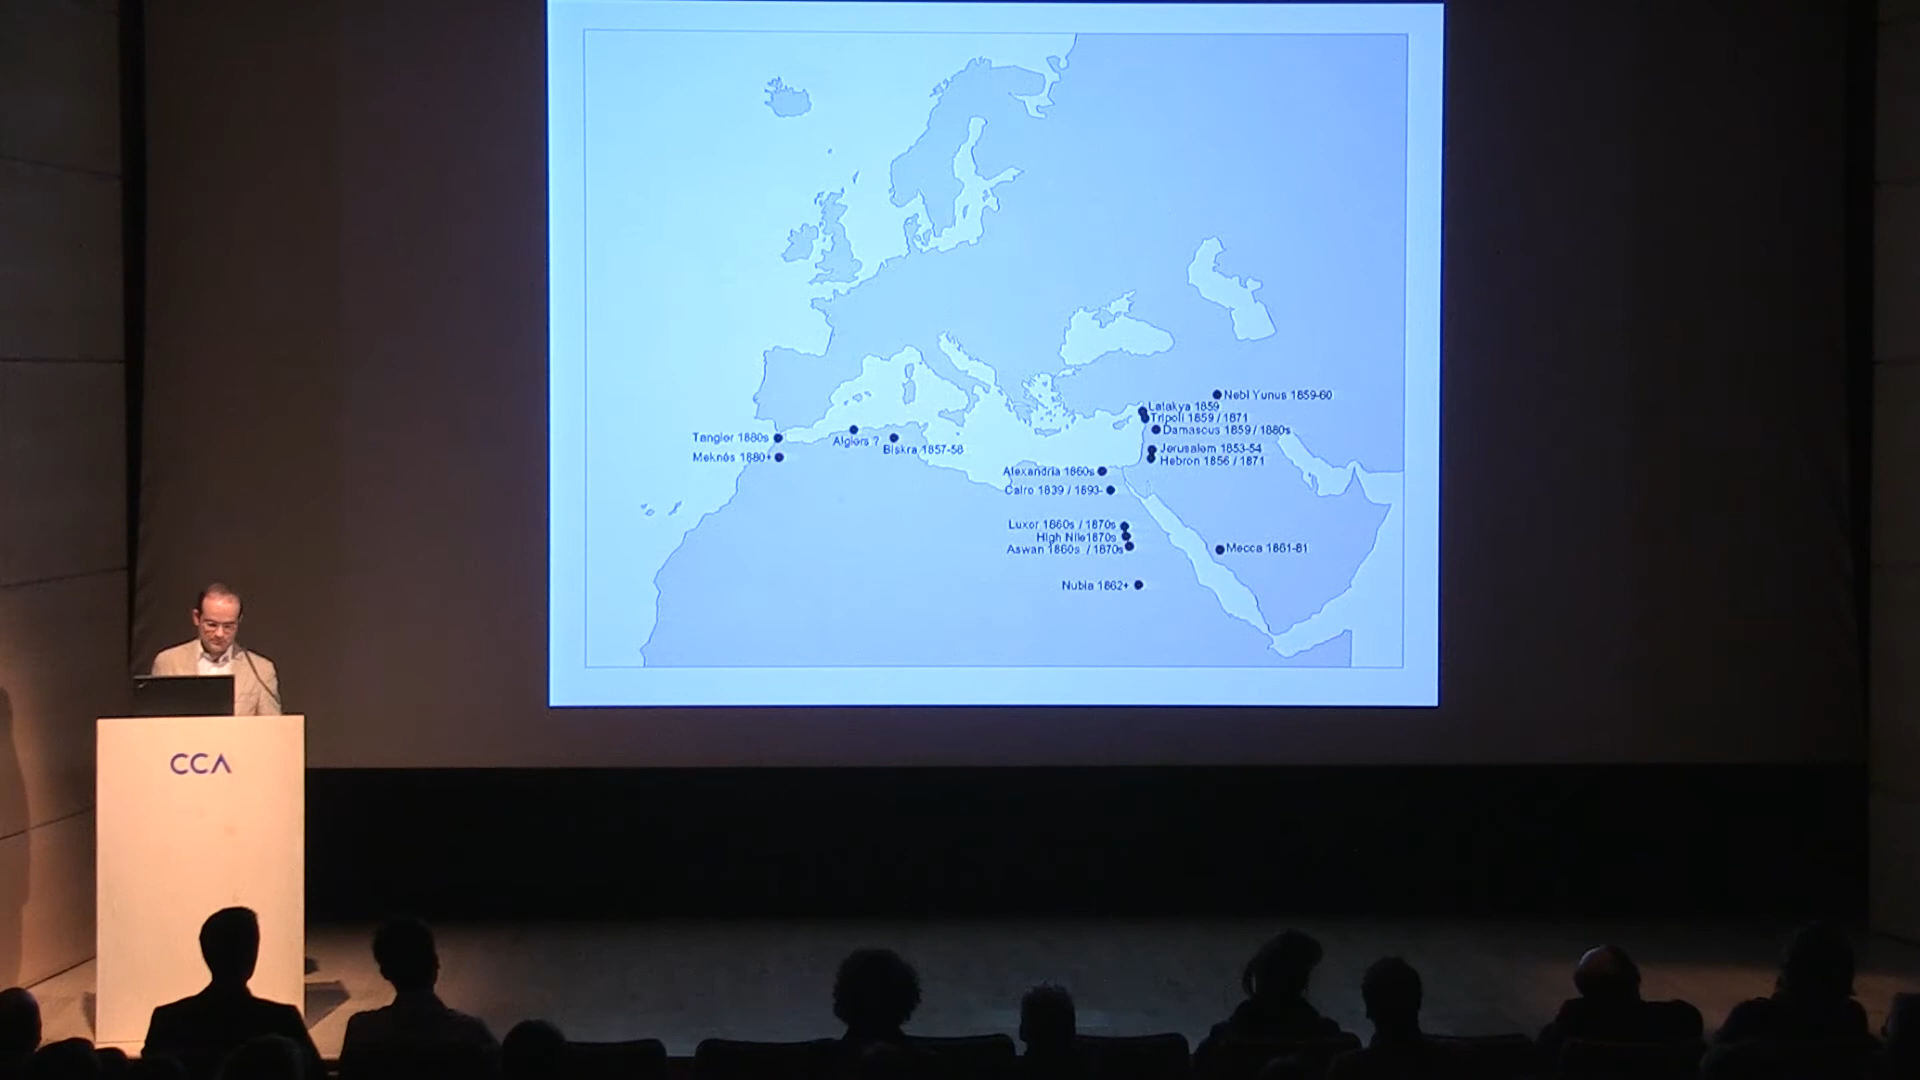 Nebi Yunus 1859-60
Latakya 1859
Tripoli 1859 / 1871
Damascus 1859 / 1880s
Tangier 1880s
Algiers ?
Biskra 1857-58
Jerusalem 1853-54
Meknés 1880+
Hebron 1856 / 1871
Alexandria 1860s
Cairo 1839 / 1893-
Luxor 1860s / 1870s
High Nile1870s
Aswan 1860s / 1870s
Mecca 1861-81
Nubia 1862+
CCA